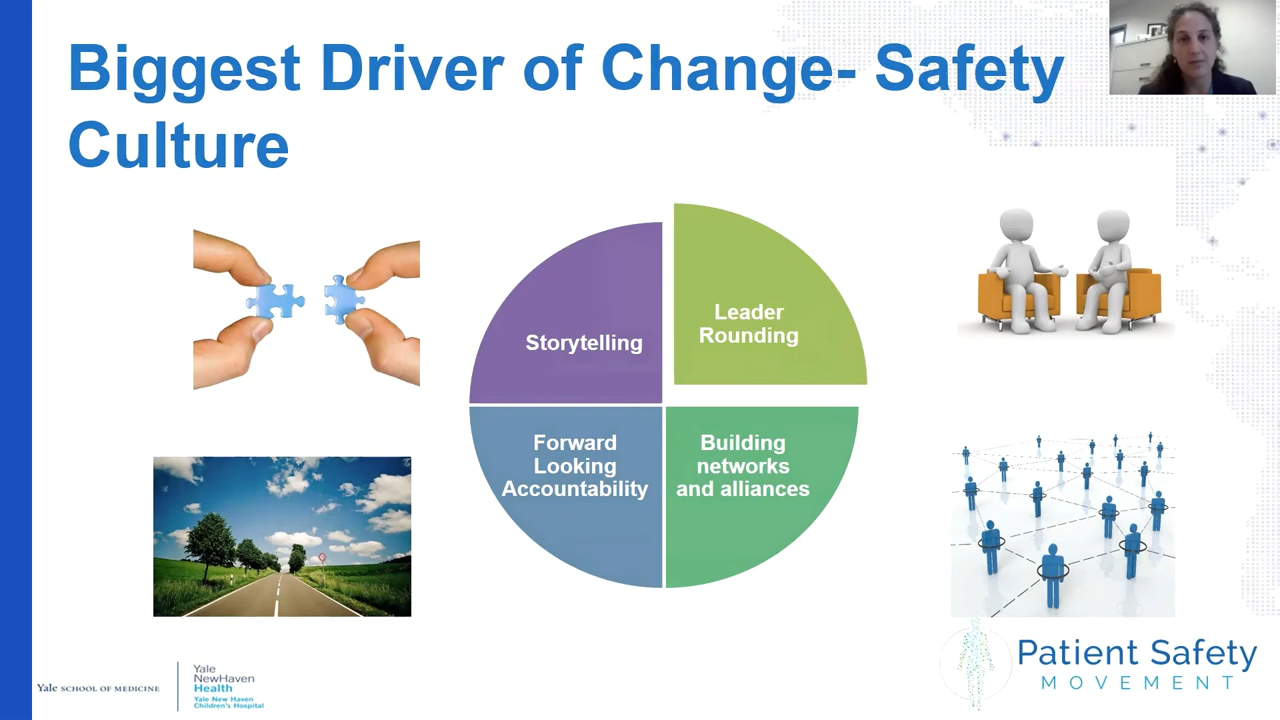 Biggest Driver of Change- Safety
Culture
Storytelling
Leader
Rounding
Forward
Looking
Accountability
Building
networks
and alliances
Yale SCHOOL OF MEDICINE
Yale
NewHaven
Health
Yale New Haven
Children's Hospital
Patient Safety
MOVEMENT